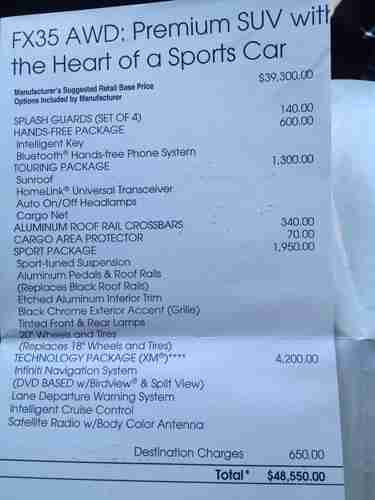 FX35 AWD: Premium SUV with
the Heart of a Sports Car
Manufacturer's Suggested Retail Base Price $39,300.00
Options Included by Manufacturer
SPLASH GUARDS (SET OF 4) 140.00
HANDS-FREE PACKAGE 600.00
Intelligent Key
Bluetooth® Hands-free Phone System
TOURING PACKAGE 1,300.00
Sunroof
HomeLink® Universal Transceiver
Auto On/Off Headlamps
Cargo Net
ALUMINUM ROOF RAIL CROSSBARS 340.00
CARGO AREA PROTECTOR 70.00
SPORT PACKAGE 1,950.00
Sport-tuned Suspension
Aluminum Pedals & Roof Rails
(Replaces Black Roof Rails)
Etched Aluminum Interior Trim
Black Chrome Exterior Accent (Grille)
Tinted Front & Rear Lamps
20" Wheels and Tires
(Replaces 18" Wheels and Tires)
TECHNOLOGY PACKAGE (XM®)**** 4,200.00
Infiniti Navigation System
(DVD BASED w/Birdview® & Split View)
Lane Departure Warning System
Intelligent Cruise Control
Satellite Radio w/Body Color Antenna
Destination Charges 650.00
Total* $48,550.00